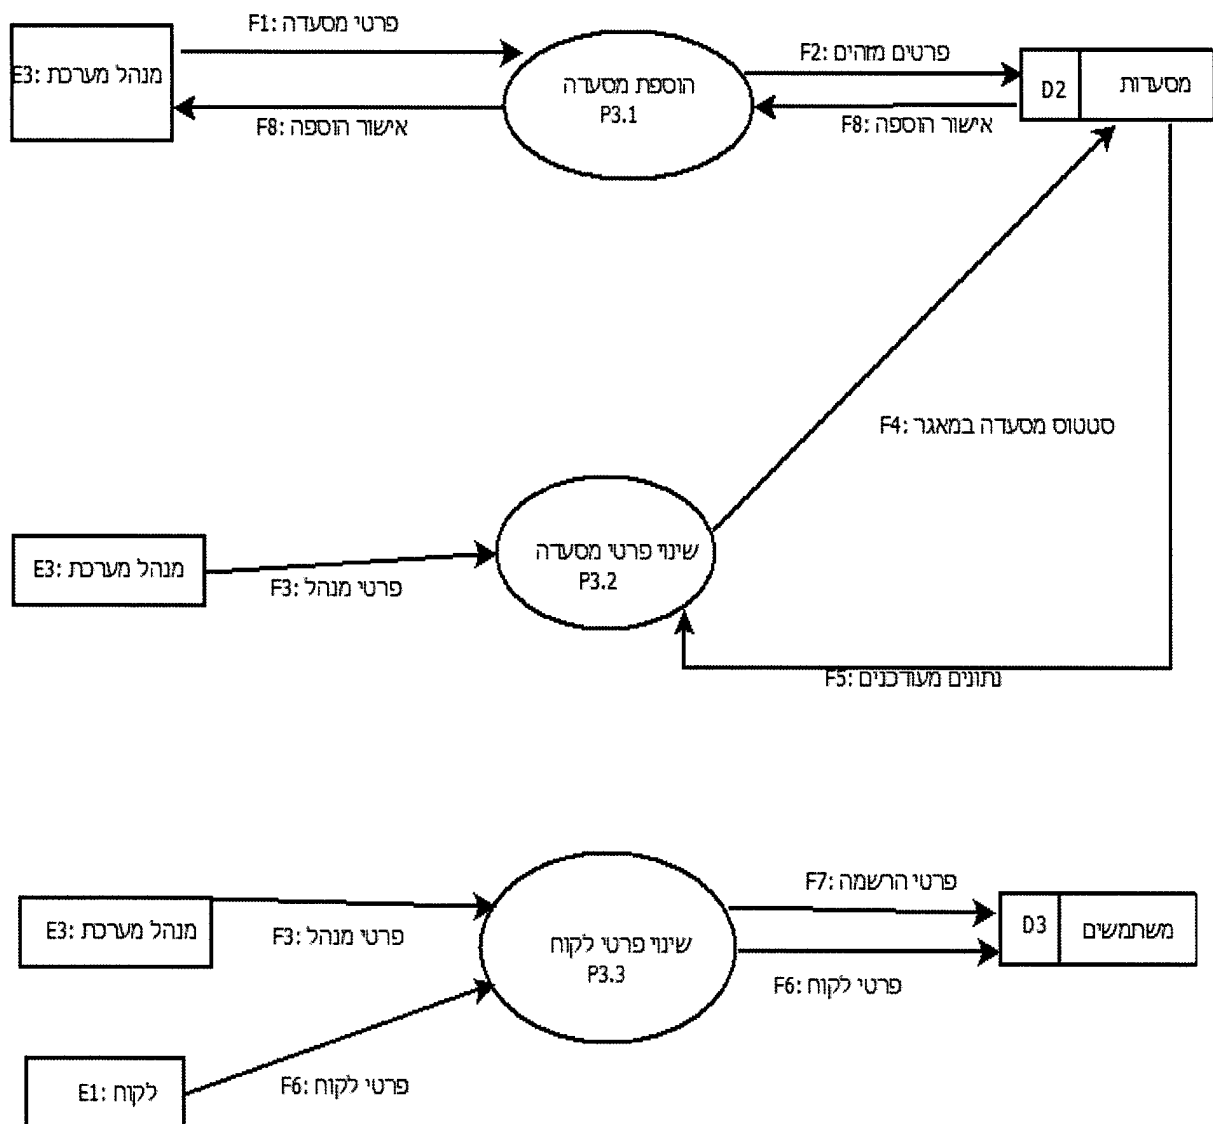 F1: פרטי מסעדה
E3: מנהל מערכת
הוספת מסעדה
P3.1
F2: פרטים מזהים
D2
מסעדות
F8: אישור הוספה
F8: אישור הוספה
F4: סטטוס מסעדה במאגר
E3: מנהל מערכת
F3: פרטי מנהל
שינוי פרטי מסעדה
P3.2
F5: נתונים מעודכנים
E3: מנהל מערכת
F3: פרטי מנהל
שינוי פרטי לקוח
P3.3
F7: פרטי הרשמה
D3
משתמשים
F6: פרטי לקוח
E1: לקוח
F6: פרטי לקוח